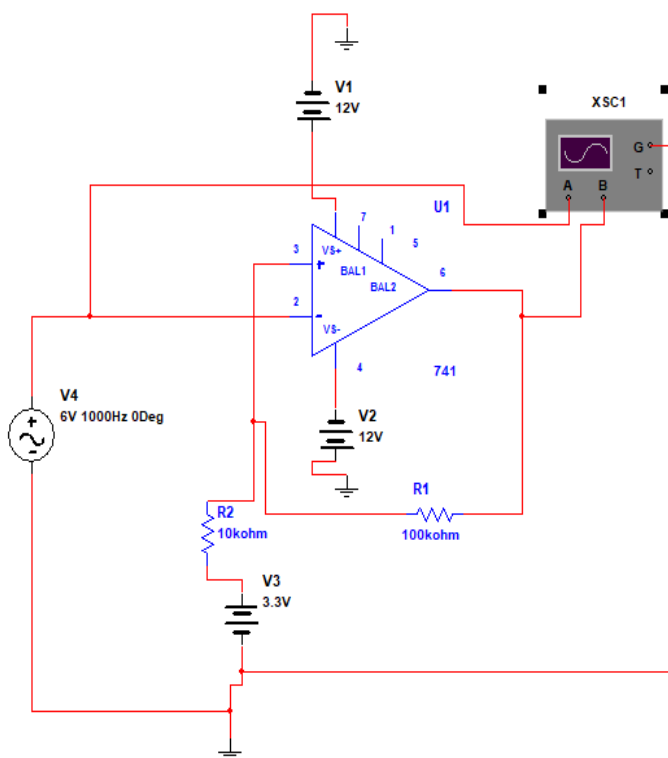 V1
12V
XSC1
G
T
A
B
U1
7
1
5
3
VS+
+
BAL1
6
BAL2
2
-
VS-
4
741
V4
6V 1000Hz 0Deg
+
-
V2
12V
R1
100kohm
R2
10kohm
V3
3.3V